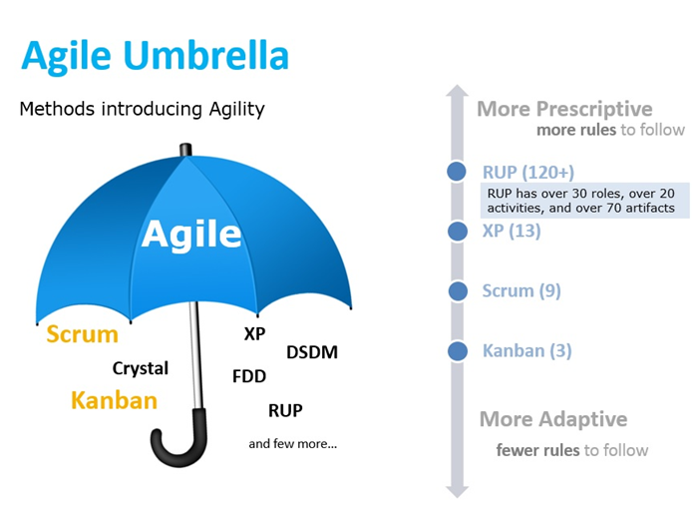 Agile Umbrella
Methods introducing Agility
Agile
Scrum
XP
DSDM
Crystal
FDD
Kanban
RUP
and few more...
More Prescriptive
more rules to follow
RUP (120+)
RUP has over 30 roles, over 20
activities, and over 70 artifacts
XP (13)
Scrum (9)
Kanban (3)
More Adaptive
fewer rules to follow